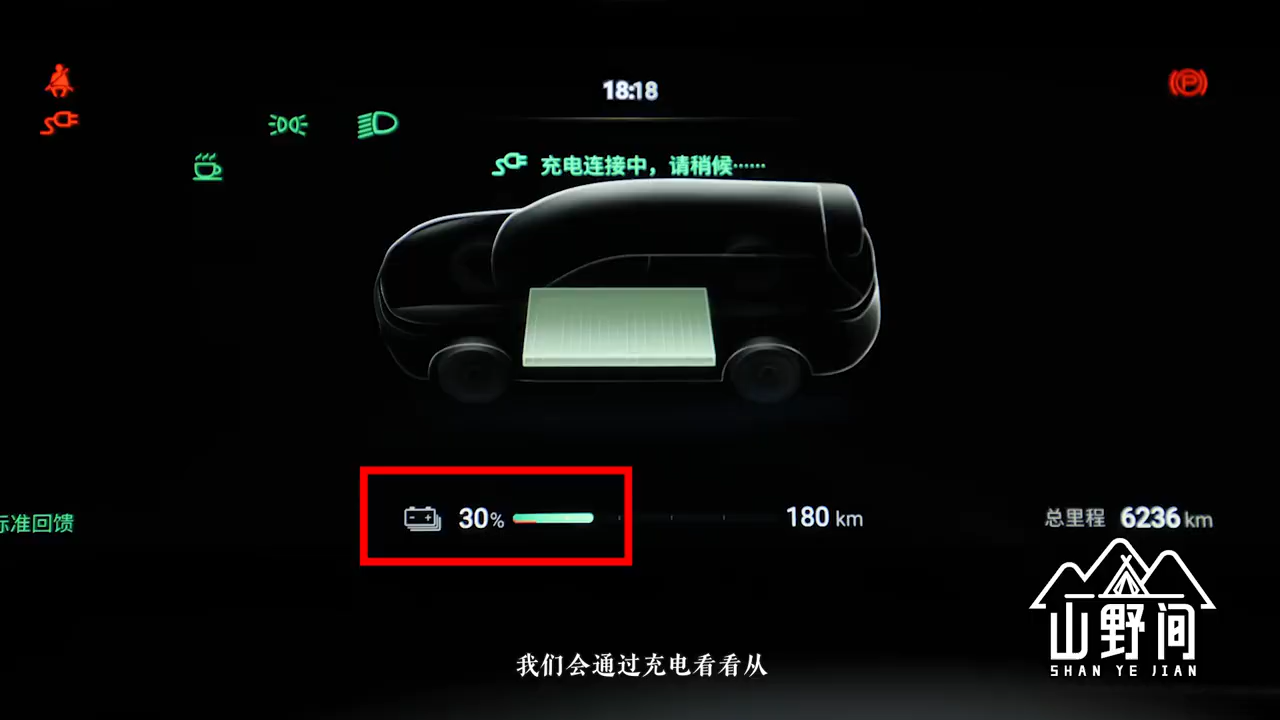 18:18
充电连接中，请稍候……
标准回馈
30%
180 km
总里程 6236 km
山野间
SHAN YE JIAN
我们会通过充电看看从